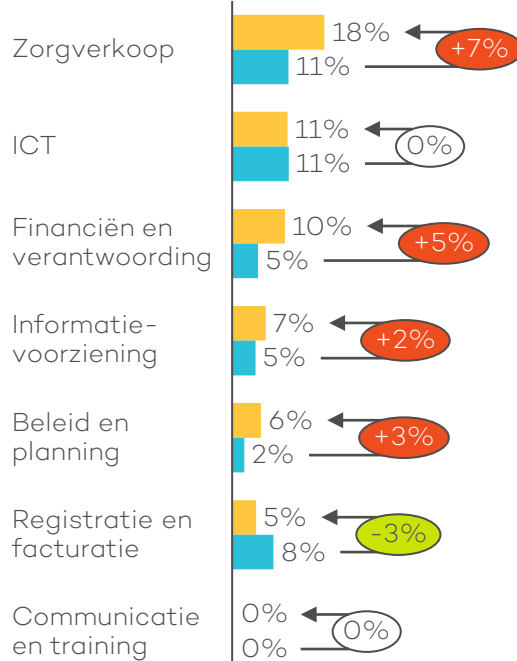 Zorgverkoop
18%
11%
+7%
ICT
11%
11%
0%
Financiën en
verantwoording
10%
5%
+5%
Informatie-
voorziening
7%
5%
+2%
Beleid en
planning
6%
2%
+3%
Registratie en
facturatie
5%
8%
-3%
Communicatie
en training
0%
0%
0%